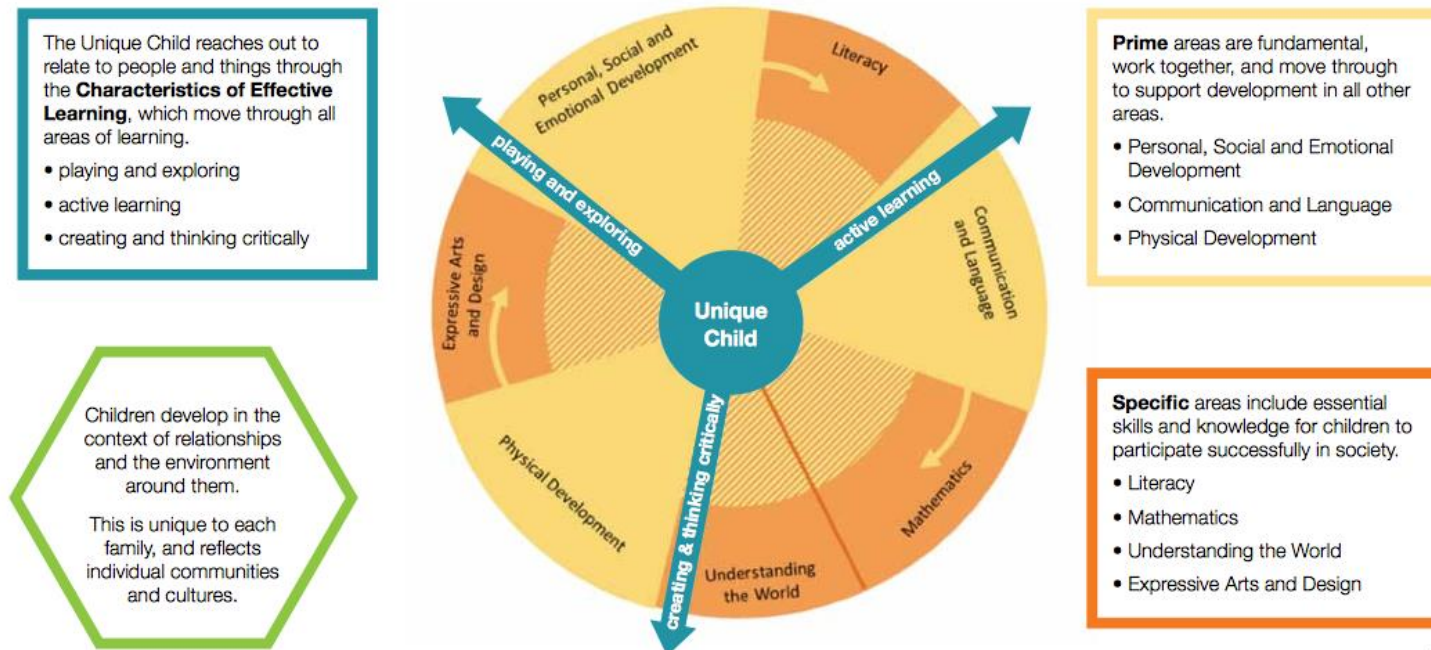 The Unique Child reaches out to
relate to people and things through
the Characteristics of Effective
Learning, which move through all
areas of learning.
• playing and exploring
• active learning
• creating and thinking critically
Children develop in the
context of relationships
and the environment
around them.
This is unique to each
family, and reflects
individual communities
and cultures.
Personal, Social and
Emotional Development
Literacy
playing and exploring
active learning
Communication
and Language
Expressive Arts
and Design
Unique
Child
Physical Development
creating & thinking critically
Understanding
the World
Mathematics
Prime areas are fundamental,
work together, and move through
to support development in all other
areas.
• Personal, Social and Emotional
Development
• Communication and Language
• Physical Development
Specific areas include essential
skills and knowledge for children to
participate successfully in society.
• Literacy
• Mathematics
• Understanding the World
• Expressive Arts and Design